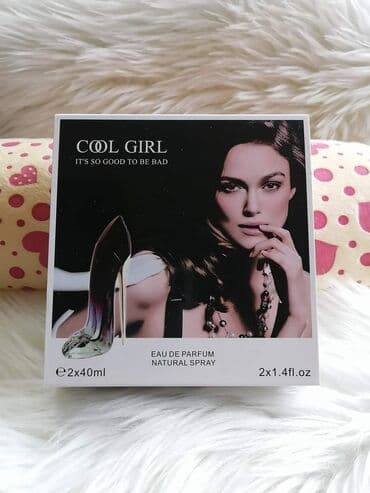 COOL GIRL
IT'S SO GOOD TO BE BAD
EAU DE PARFUM
NATURAL SPRAY
℮2x40ml
2x1.4fl.oz